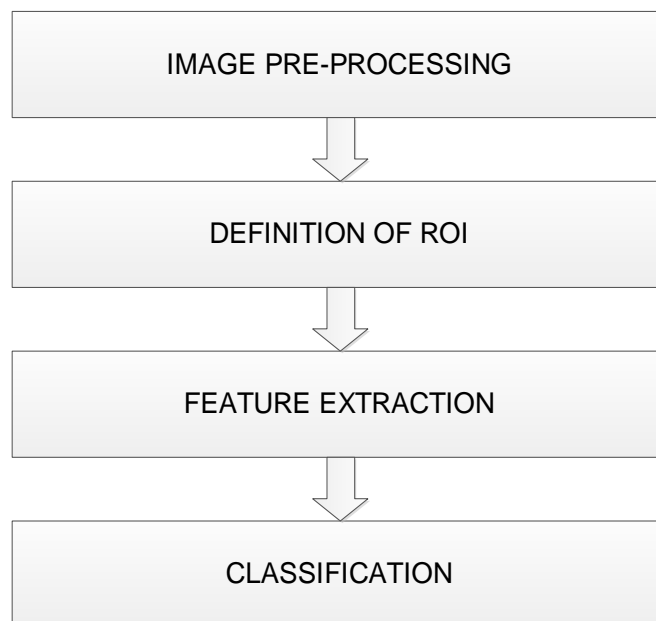 IMAGE PRE-PROCESSING
DEFINITION OF ROI
FEATURE EXTRACTION
CLASSIFICATION